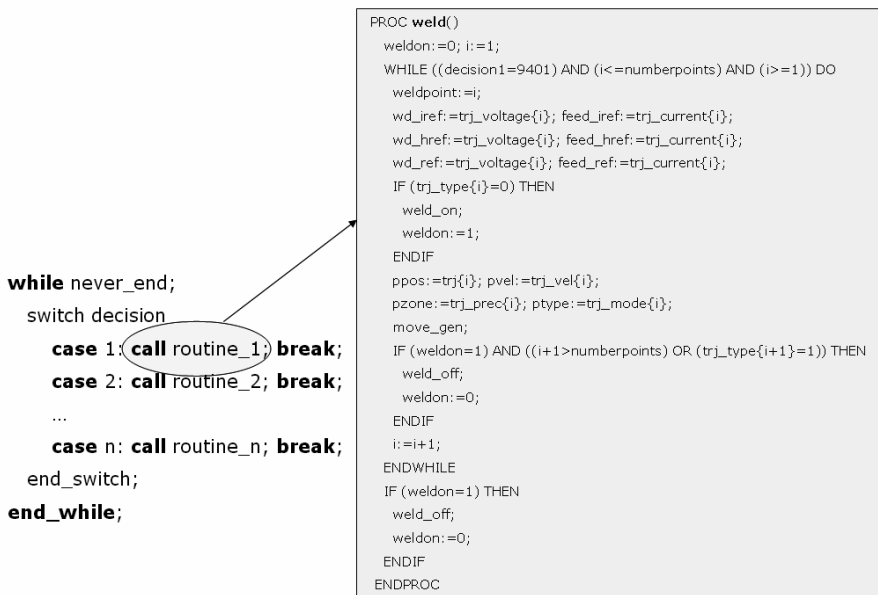 while never_end;
switch decision
case 1: call routine_1; break;
case 2: call routine_2; break;
...
case n: call routine_n; break;
end_switch;
end_while;
PROC weld()
weldon:=0; i:=1;
WHILE ((decision1=9401) AND (i<=numberpoints) AND (i>=1)) DO
weldpoint:=i;
wd_iref:=trj_voltage{i}; feed_iref:=trj_current{i};
wd_href:=trj_voltage{i}; feed_href:=trj_current{i};
wd_ref:=trj_voltage{i}; feed_ref:=trj_current{i};
IF (trj_type{i}=0) THEN
weld_on;
weldon:=1;
ENDIF
ppos:=trj{i}; pvel:=trj_vel{i};
pzone:=trj_prec{i}; ptype:=trj_mode{i};
move_gen;
IF (weldon=1) AND ((i+1>numberpoints) OR (trj_type{i+1}=1)) THEN
weld_off;
weldon:=0;
ENDIF
i:=i+1;
ENDWHILE
IF (weldon=1) THEN
weld_off;
weldon:=0;
ENDIF
ENDPROC